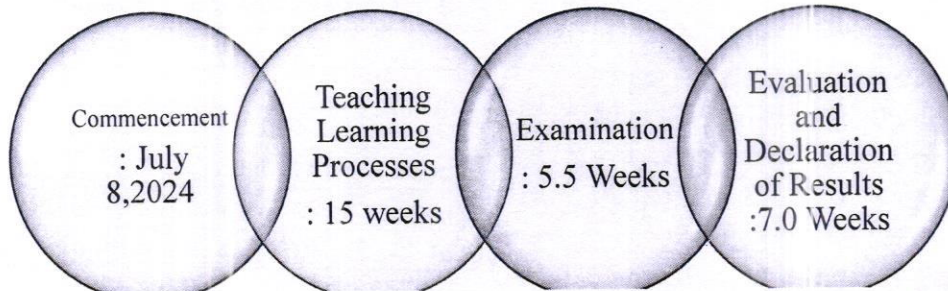 Commencement
: July
8,2024
Teaching
Learning
Processes
: 15 weeks
Examination
: 5.5 Weeks
Evaluation
and
Declaration
of Results
:7.0 Weeks